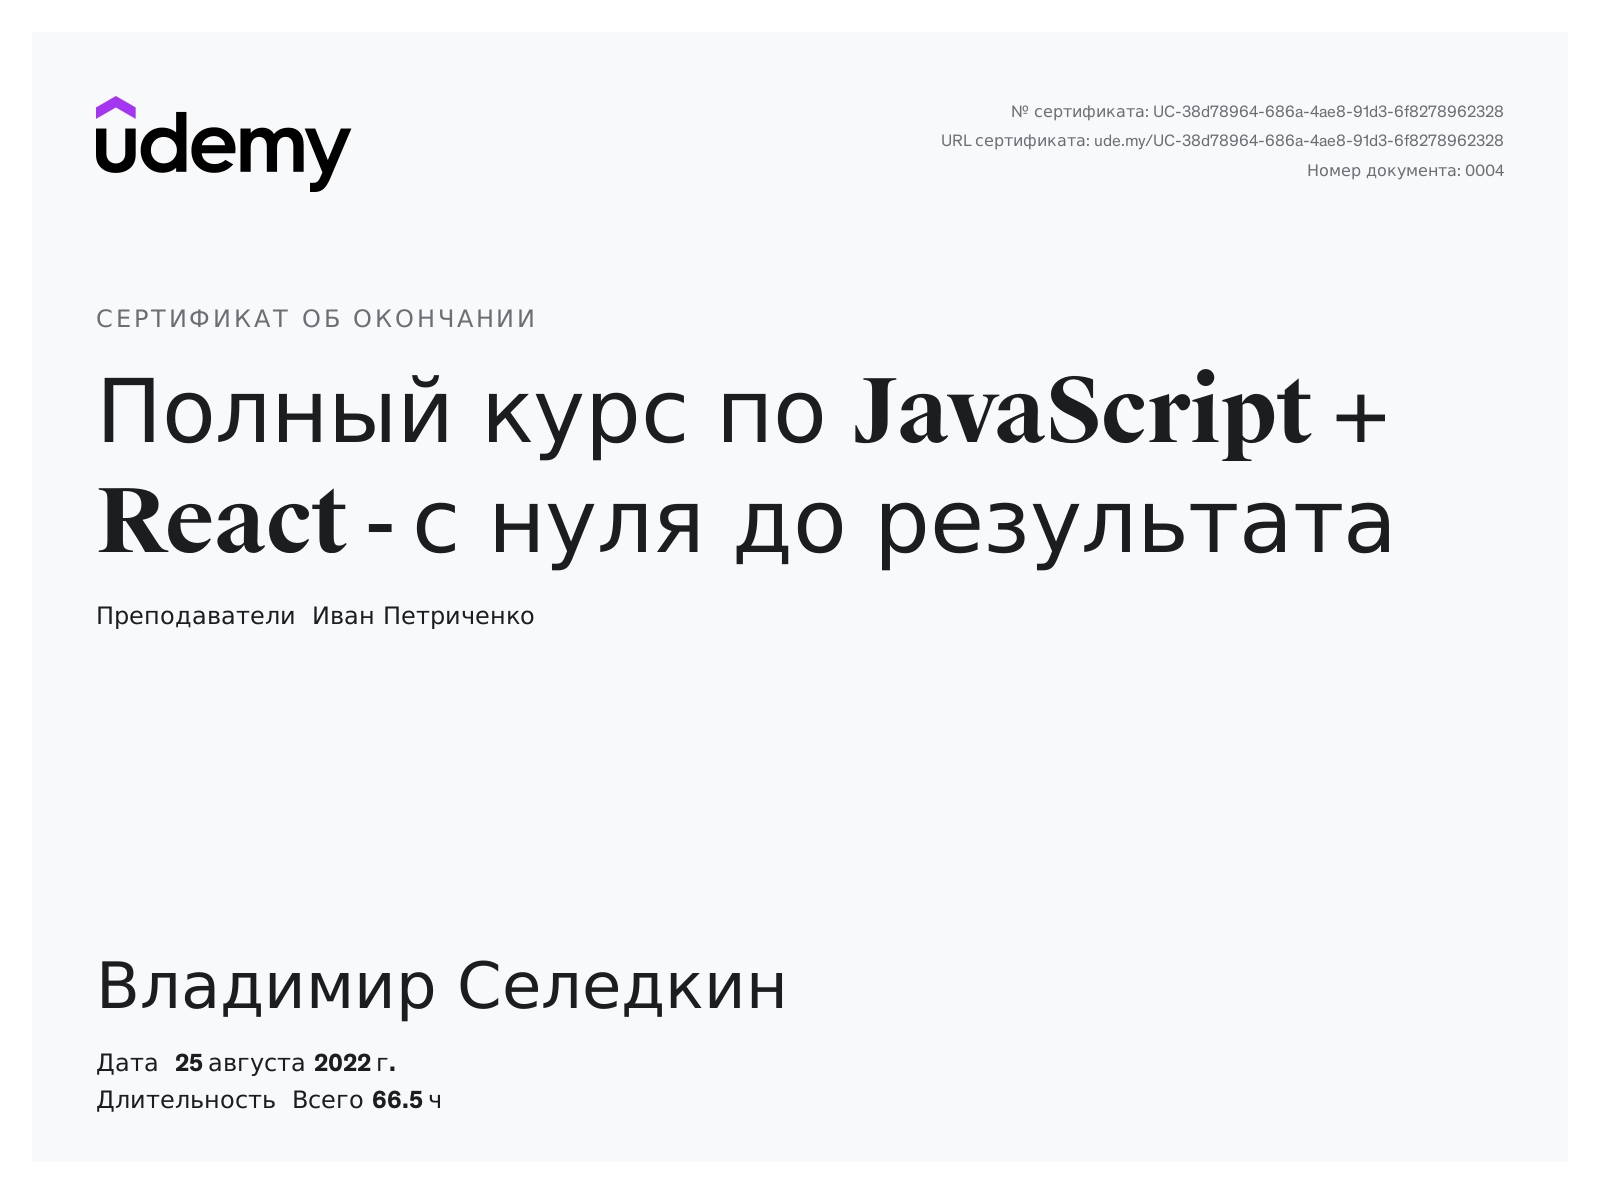 udemy
№ сертификата: UC-38d78964-686a-4ae8-91d3-6f8278962328
URL сертификата: ude.my/UC-38d78964-686a-4ae8-91d3-6f8278962328
Номер документа: 0004
СЕРТИФИКАТ ОБ ОКОНЧАНИИ
Полный курс по JavaScript +
React - с нуля до результата
Преподаватели Иван Петриченко
Владимир Селедкин
Дата 25 августа 2022 г.
Длительность Всего 66.5 ч